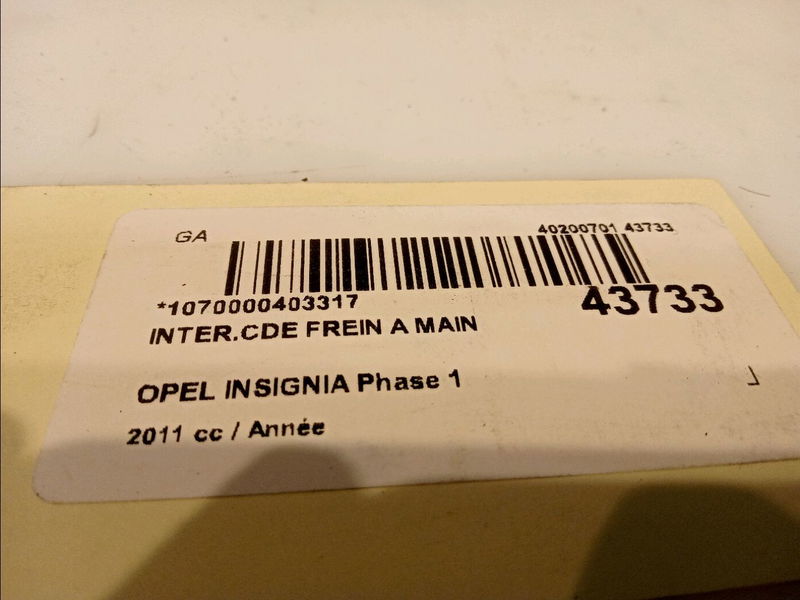 GA
40200701 43733
*1070000403317
43733
INTER.CDE FREIN A MAIN
OPEL INSIGNIA Phase 1
2011 cc / Année